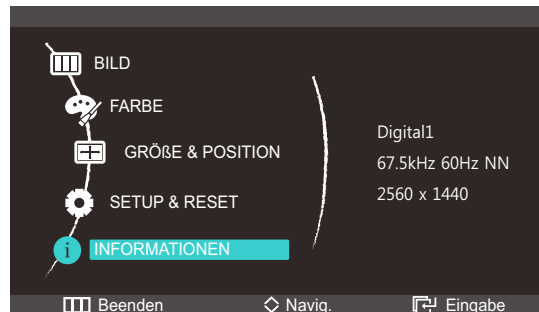 BILD
FARBE
GRÖßE & POSITION
SETUP & RESET
i INFORMATIONEN
Digital1
67.5kHz 60Hz NN
2560 x 1440
Beenden Navig. Eingabe